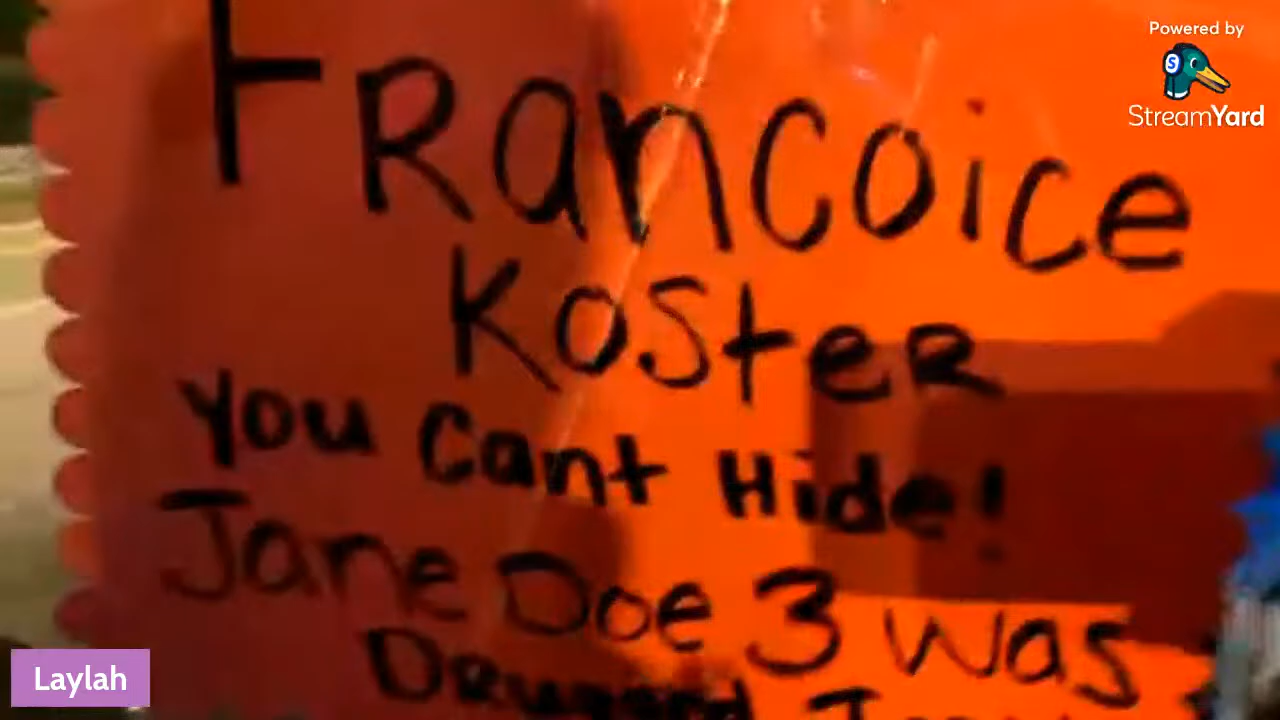 Powered by
StreamYard
FRancoice
KosteR
You Cant Hide!
Jane Doe 3 was
Laylah